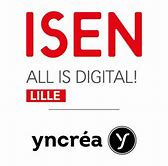 ISEN
ALL IS DIGITAL!
LILLE
yncréa y